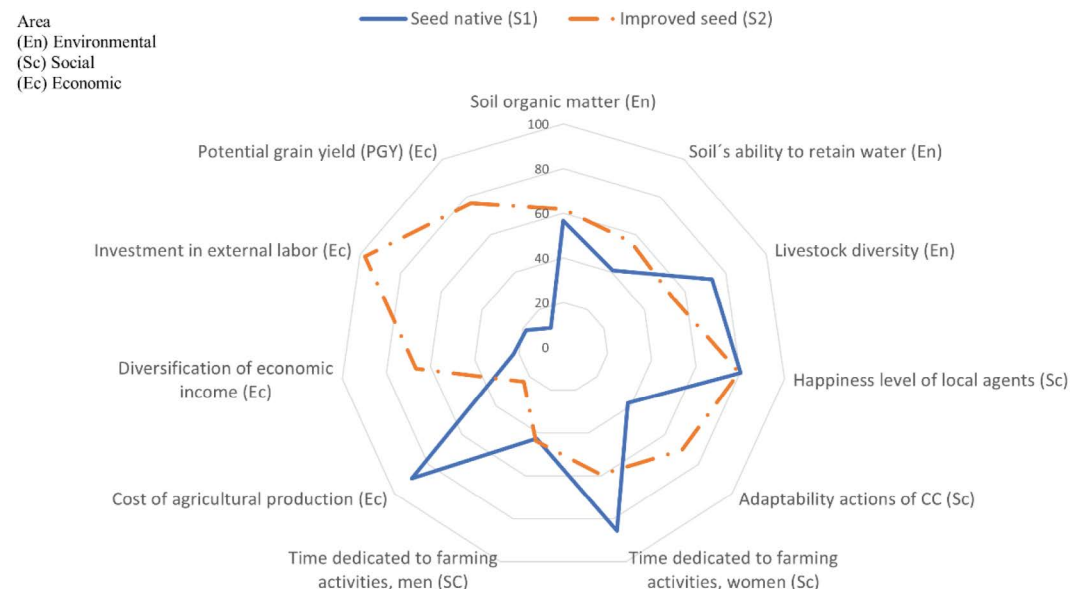 Area
(En) Environmental
(Sc) Social
(Ec) Economic
Seed native (S1)
Improved seed (S2)
Soil organic matter (En)
100
80
60
40
20
0
Soil´s ability to retain water (En)
Livestock diversity (En)
Happiness level of local agents (Sc)
Adaptability actions of CC (Sc)
Time dedicated to farming
activities, women (Sc)
Time dedicated to farming
activities, men (SC)
Cost of agricultural production (Ec)
Diversification of economic
income (Ec)
Investment in external labor (Ec)
Potential grain yield (PGY) (Ec)